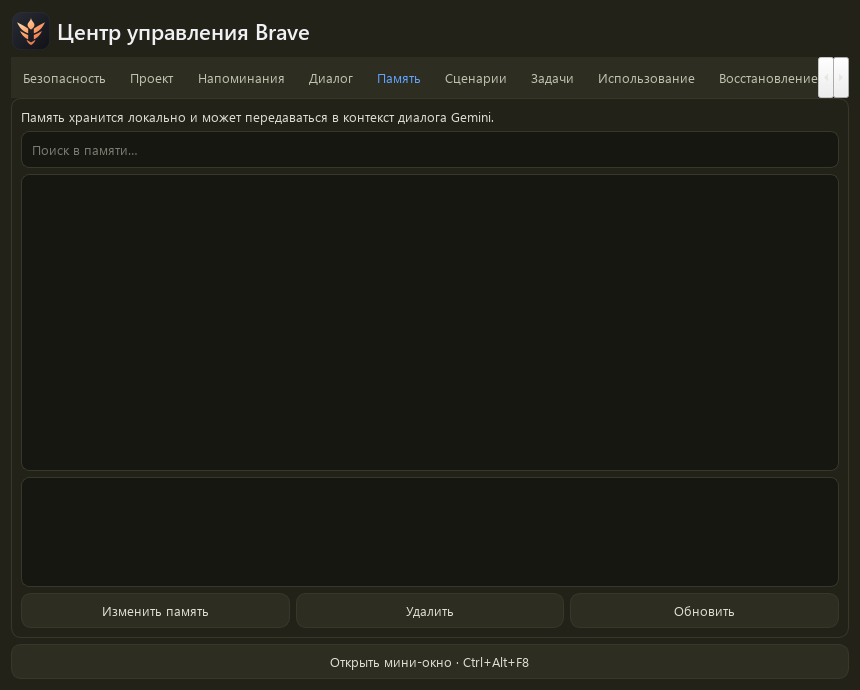 Центр управления Brave
Безопасность Проект Напоминания Диалог Память Сценарии Задачи Использование Восстановление
Память хранится локально и может передаваться в контекст диалога Gemini.
Поиск в памяти…
Изменить память Удалить Обновить
Открыть мини-окно · Ctrl+Alt+F8